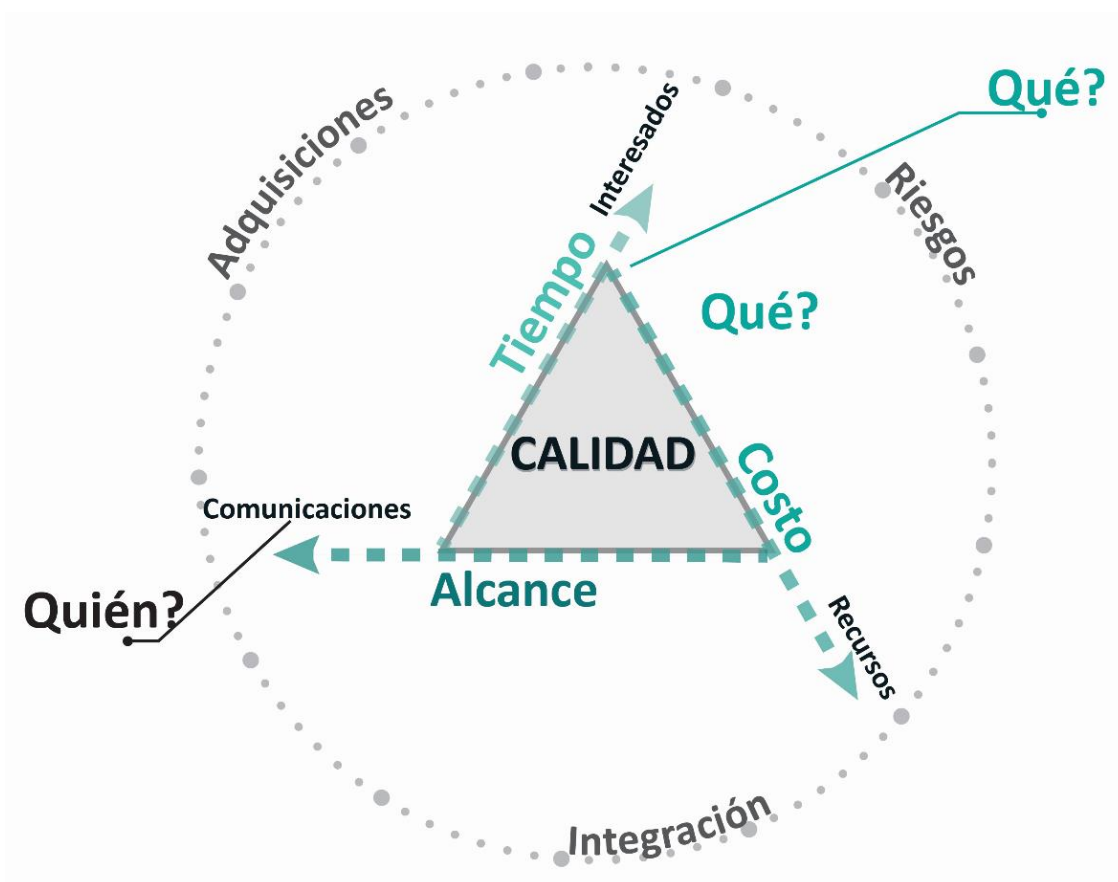 Qué?
Adquisiciones
Interesados
Riesgos
Tiempo
Qué?
CALIDAD
Costo
Comunicaciones
Alcance
Quién?
Recursos
Integración